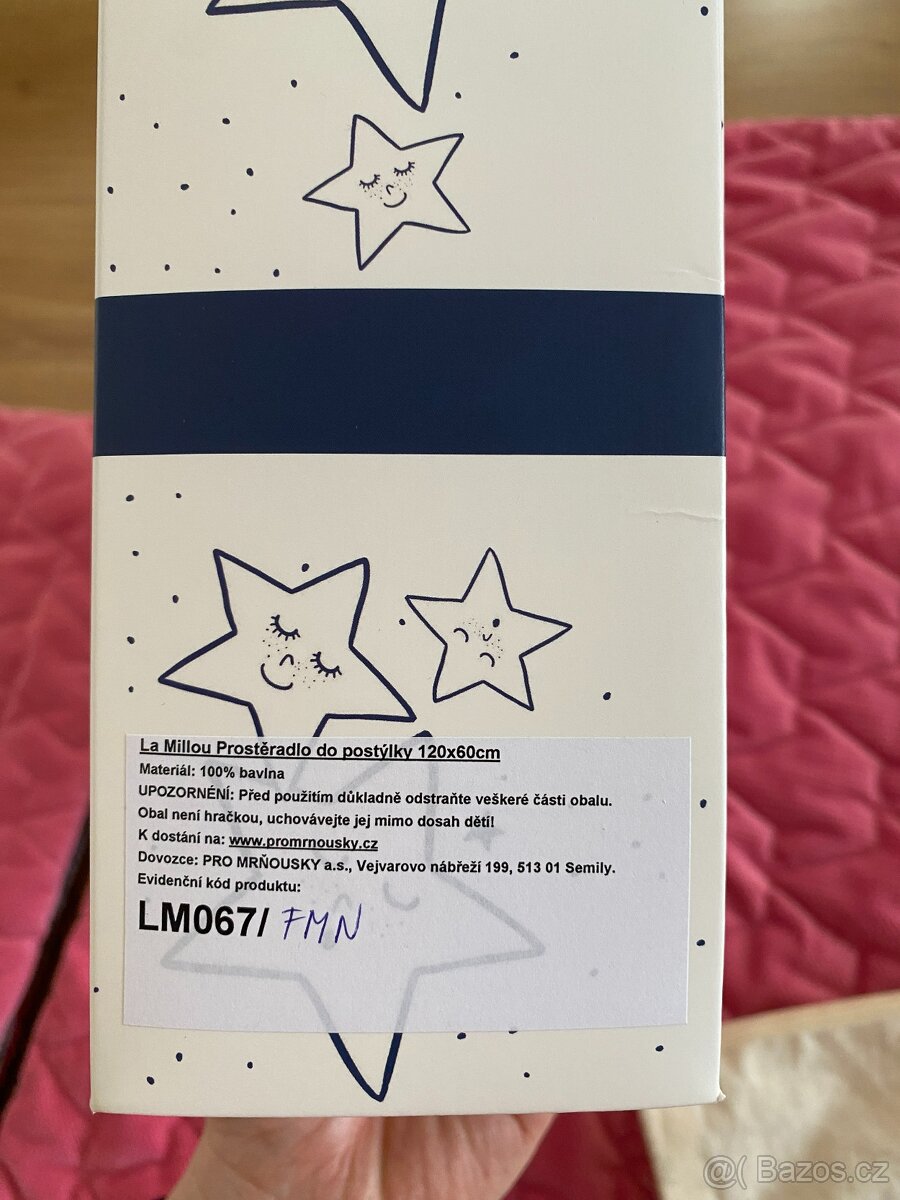 La Millou Prostěradlo do postýlky 120x60cm
Materiál: 100% bavlna
UPOZORNÉNÍ: Před použitím důkladně odstraňte veškeré části obalu.
Obal není hračkou, uchovávejte jej mimo dosah dětí!
K dostání na: www.promrnousky.cz
Dovozce: PRO MRŇOUSKY a.s., Vejvarovo nábřeží 199, 513 01 Semily.
Evidenční kód produktu:
LM067/ FMN
@( Bazos.cz